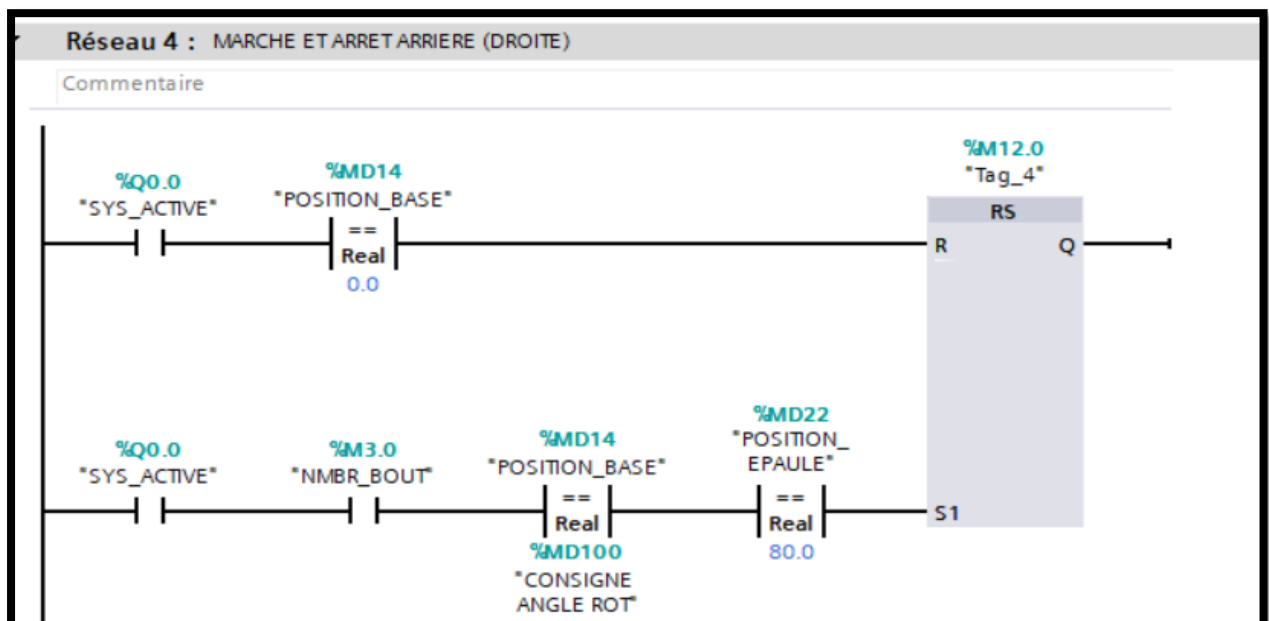 Réseau 4 : MARCHE ET ARRET ARRIERE (DROITE)
Commentaire
%M12.0
"Tag_4"
%Q0.0
"SYS_ACTIVE"
%MD14
"POSITION_BASE"
==
Real
0.0
RS
R
Q
%Q0.0
"SYS_ACTIVE"
%M3.0
"NMBR_BOUT"
%MD14
"POSITION_BASE"
==
Real
%MD100
"CONSIGNE
ANGLE ROT"
%MD22
"POSITION_
EPAULE"
==
Real
80.0
S1